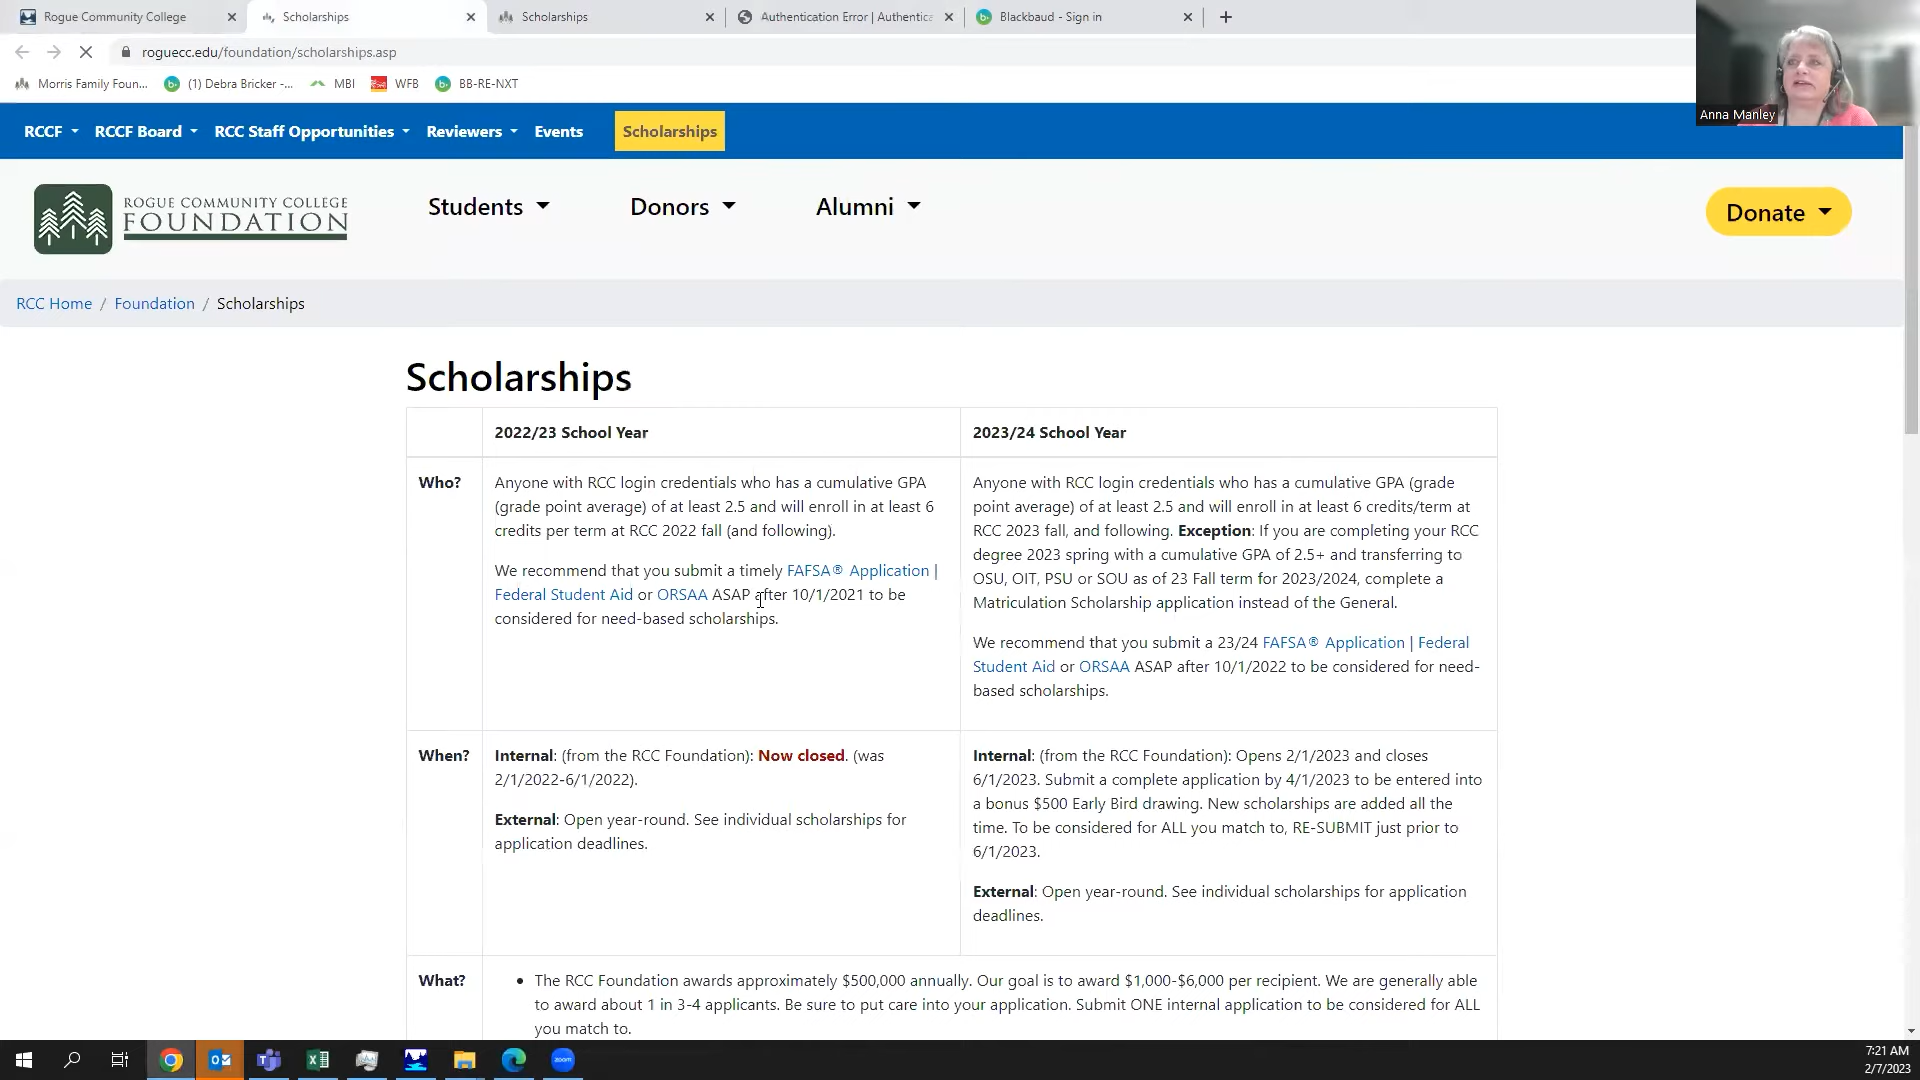 Rogue Community College
Scholarships
Scholarships
Authentication Error | Authentica
Blackbaud - Sign in
roguecc.edu/foundation/scholarships.asp
Morris Family Foun...
(1) Debra Bricker -...
MBI
WFB
BB-RE-NXT
Anna Manley
RCCF
RCCF Board
RCC Staff Opportunities
Reviewers
Events
Scholarships
ROGUE COMMUNITY COLLEGE
FOUNDATION
Students
Donors
Alumni
Donate
RCC Home / Foundation / Scholarships
Scholarships
2022/23 School Year
2023/24 School Year
Who?
Anyone with RCC login credentials who has a cumulative GPA
(grade point average) of at least 2.5 and will enroll in at least 6
credits per term at RCC 2022 fall (and following).
We recommend that you submit a timely FAFSA® Application |
Federal Student Aid or ORSAA ASAP after 10/1/2021 to be
considered for need-based scholarships.
Anyone with RCC login credentials who has a cumulative GPA (grade
point average) of at least 2.5 and will enroll in at least 6 credits/term at
RCC 2023 fall, and following. Exception: If you are completing your RCC
degree 2023 spring with a cumulative GPA of 2.5+ and transferring to
OSU, OIT, PSU or SOU as of 23 Fall term for 2023/2024, complete a
Matriculation Scholarship application instead of the General.
We recommend that you submit a 23/24 FAFSA® Application | Federal
Student Aid or ORSAA ASAP after 10/1/2022 to be considered for need-
based scholarships.
When?
Internal: (from the RCC Foundation): Now closed. (was
2/1/2022-6/1/2022).
External: Open year-round. See individual scholarships for
application deadlines.
Internal: (from the RCC Foundation): Opens 2/1/2023 and closes
6/1/2023. Submit a complete application by 4/1/2023 to be entered into
a bonus $500 Early Bird drawing. New scholarships are added all the
time. To be considered for ALL you match to, RE-SUBMIT just prior to
6/1/2023.
External: Open year-round. See individual scholarships for application
deadlines.
What?
• The RCC Foundation awards approximately $500,000 annually. Our goal is to award $1,000-$6,000 per recipient. We are generally able
to award about 1 in 3-4 applicants. Be sure to put care into your application. Submit ONE internal application to be considered for ALL
you match to.
zoom
7:21 AM
2/7/2023